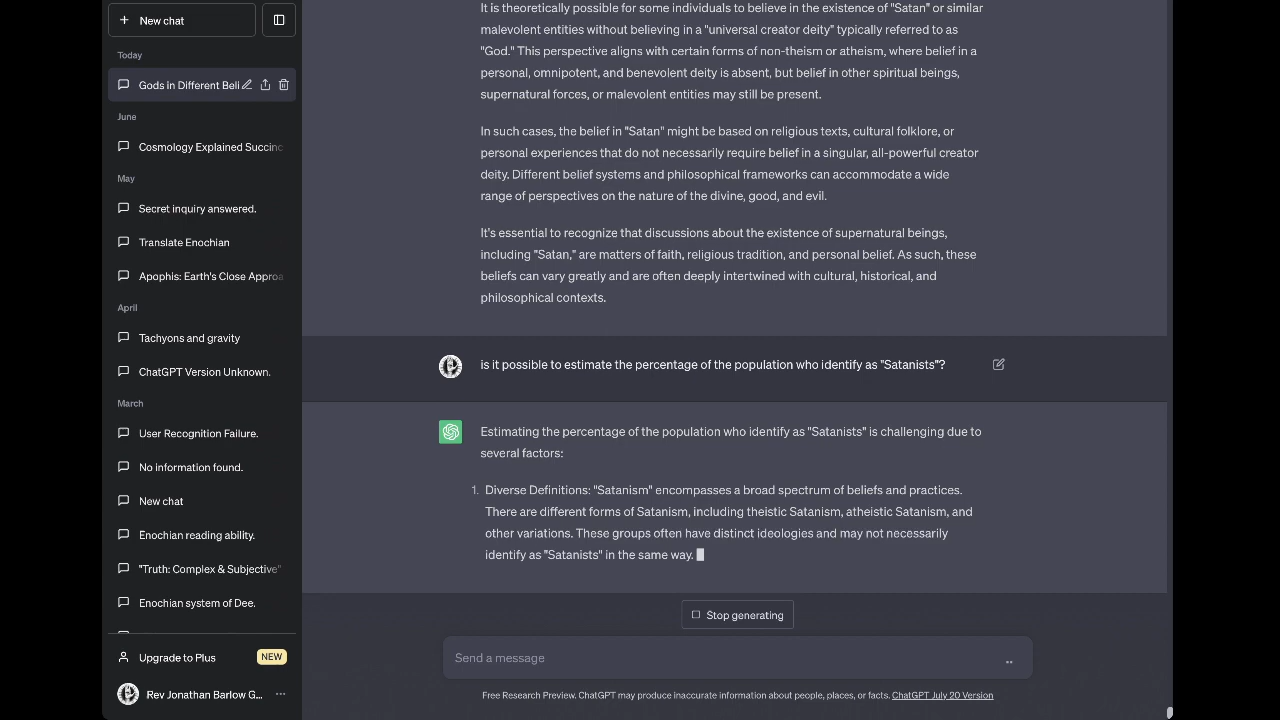 New chat
Today
Gods in Different Beli
June
Cosmology Explained Succinc
May
Secret inquiry answered.
Translate Enochian
Apophis: Earth's Close Approa
April
Tachyons and gravity
ChatGPT Version Unknown.
March
User Recognition Failure.
No information found.
New chat
Enochian reading ability.
"Truth: Complex & Subjective"
Enochian system of Dee.
Upgrade to Plus
NEW
Rev Jonathan Barlow G...
It is theoretically possible for some individuals to believe in the existence of "Satan" or similar
malevolent entities without believing in a "universal creator deity" typically referred to as
"God." This perspective aligns with certain forms of non-theism or atheism, where belief in a
personal, omnipotent, and benevolent deity is absent, but belief in other spiritual beings,
supernatural forces, or malevolent entities may still be present.
In such cases, the belief in "Satan" might be based on religious texts, cultural folklore, or
personal experiences that do not necessarily require belief in a singular, all-powerful creator
deity. Different belief systems and philosophical frameworks can accommodate a wide
range of perspectives on the nature of the divine, good, and evil.
It's essential to recognize that discussions about the existence of supernatural beings,
including "Satan," are matters of faith, religious tradition, and personal belief. As such, these
beliefs can vary greatly and are often deeply intertwined with cultural, historical, and
philosophical contexts.
is it possible to estimate the percentage of the population who identify as "Satanists"?
Estimating the percentage of the population who identify as "Satanists" is challenging due to
several factors:
1. Diverse Definitions: "Satanism" encompasses a broad spectrum of beliefs and practices.
There are different forms of Satanism, including theistic Satanism, atheistic Satanism, and
other variations. These groups often have distinct ideologies and may not necessarily
identify as "Satanists" in the same way.
Stop generating
Send a message
Free Research Preview. ChatGPT may produce inaccurate information about people, places, or facts. ChatGPT July 20 Version